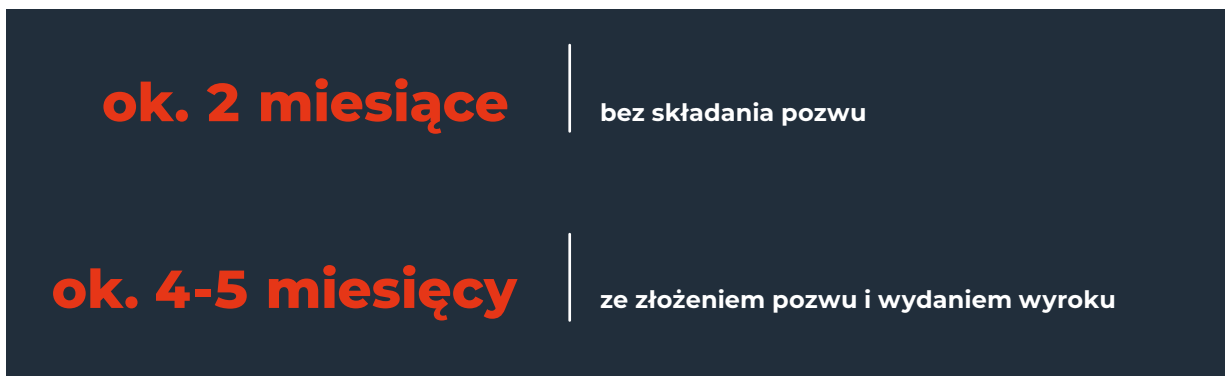 ok. 2 miesiące
bez składania pozwu
ok. 4-5 miesięcy
ze złożeniem pozwu i wydaniem wyroku